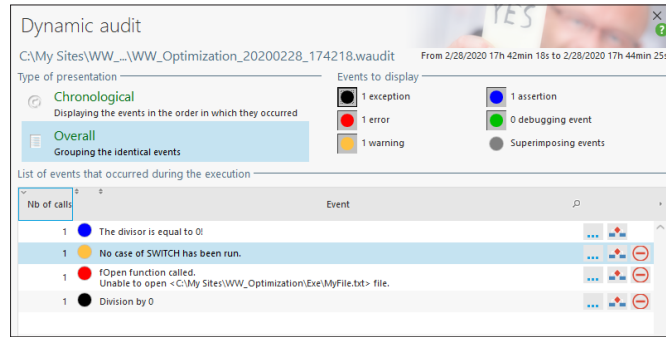 YES
Dynamic audit
C:\My Sites\WW_...\WW_Optimization_20200228_174218.waudit From 2/28/2020 17h 42min 18s to 2/28/2020 17h 44min 25s
Type of presentation
Events to display
Chronological
Displaying the events in the order in which they occurred
1 exception
1 assertion
1 error
0 debugging event
Overall
Grouping the identical events
1 warning
Superimposing events
List of events that occurred during the execution
Nb of calls Event
1 The divisor is equal to 0!
1 No case of SWITCH has been run.
1 fOpen function called.
Unable to open <C:\My Sites\WW_Optimization\Exe\MyFile.txt> file.
1 Division by 0